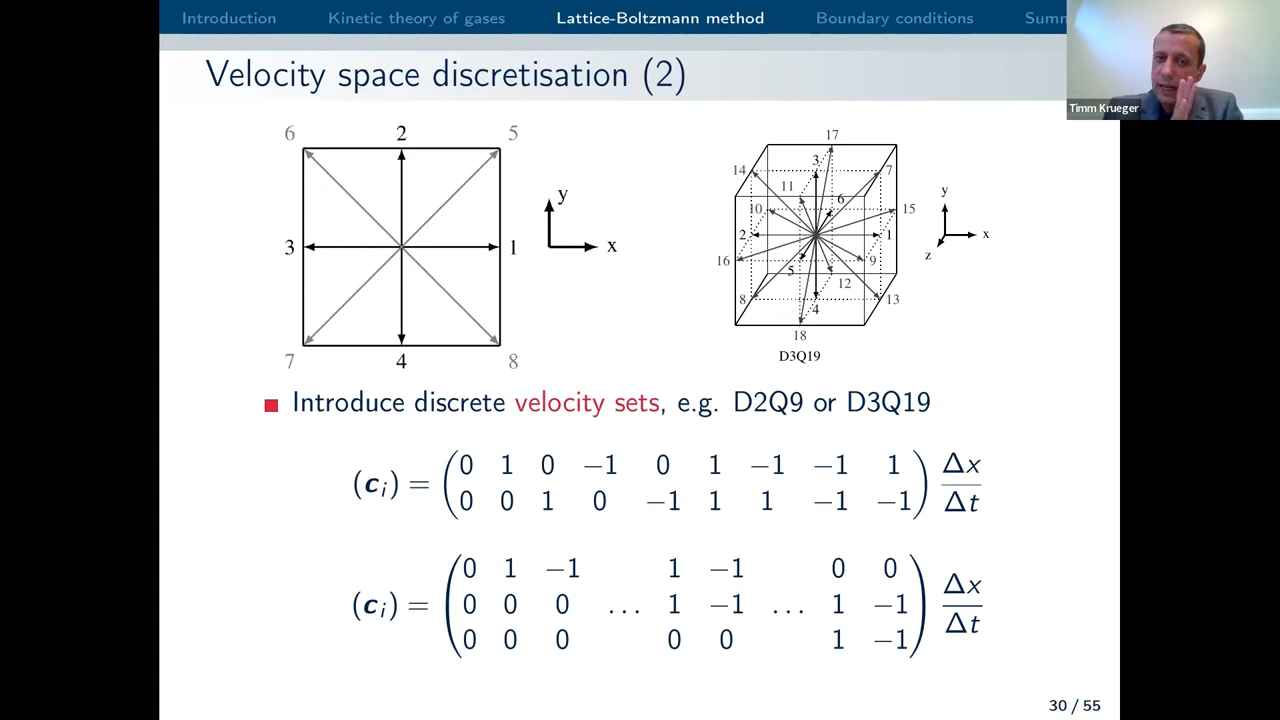 Introduction Kinetic theory of gases Lattice-Boltzmann method Boundary conditions Summ
Timm Krueger
Velocity space discretisation (2)
6 2 5
3 1
7 4 8
y
x
17
14 3 7
11 6
10 15
2 1
16 5 9
12
8 4 13
18
D3Q19
y
x
z
Introduce discrete velocity sets, e.g. D2Q9 or D3Q19
(c_i) = ( 0 1 0 −1 0 1 −1 −1 1 ) Δx
0 0 1 0 −1 1 1 −1 −1 Δt
(c_i) = ( 0 1 −1 1 −1 0 0 ) Δx
0 0 0 ... 1 −1 ... 1 −1
0 0 0 0 0 1 −1 Δt
30 / 55